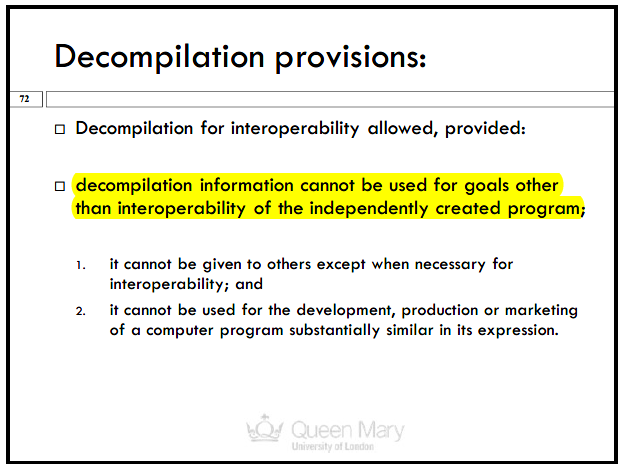 Decompilation provisions:
72
Decompilation for interoperability allowed, provided:
decompilation information cannot be used for goals other
than interoperability of the independently created program;
1. it cannot be given to others except when necessary for
interoperability; and
2. it cannot be used for the development, production or marketing
of a computer program substantially similar in its expression.
Queen Mary
University of London